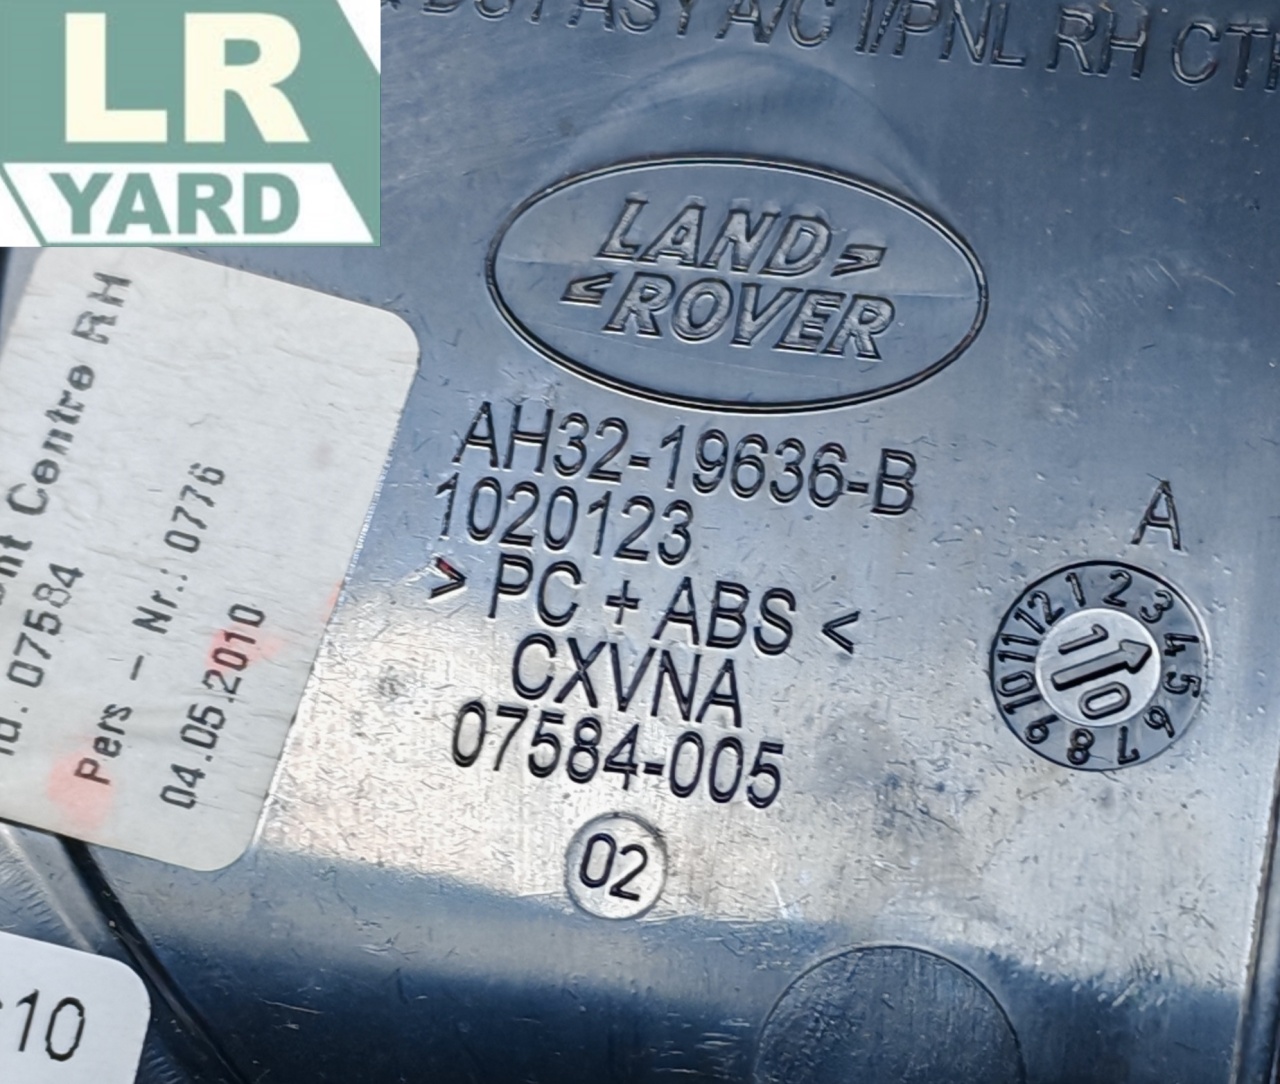 LR
YARD
DUCT ASY A/C I/PNL RH CTR
LAND
ROVER
AH32-19636-B
1020123
> PC + ABS <
CXVNA
07584-005
02
A
1 2 3 4 5 6 7 8 9 10 11 12
10
Centre RH
07584
Pers - Nr.: 0776
04.05.2010
10